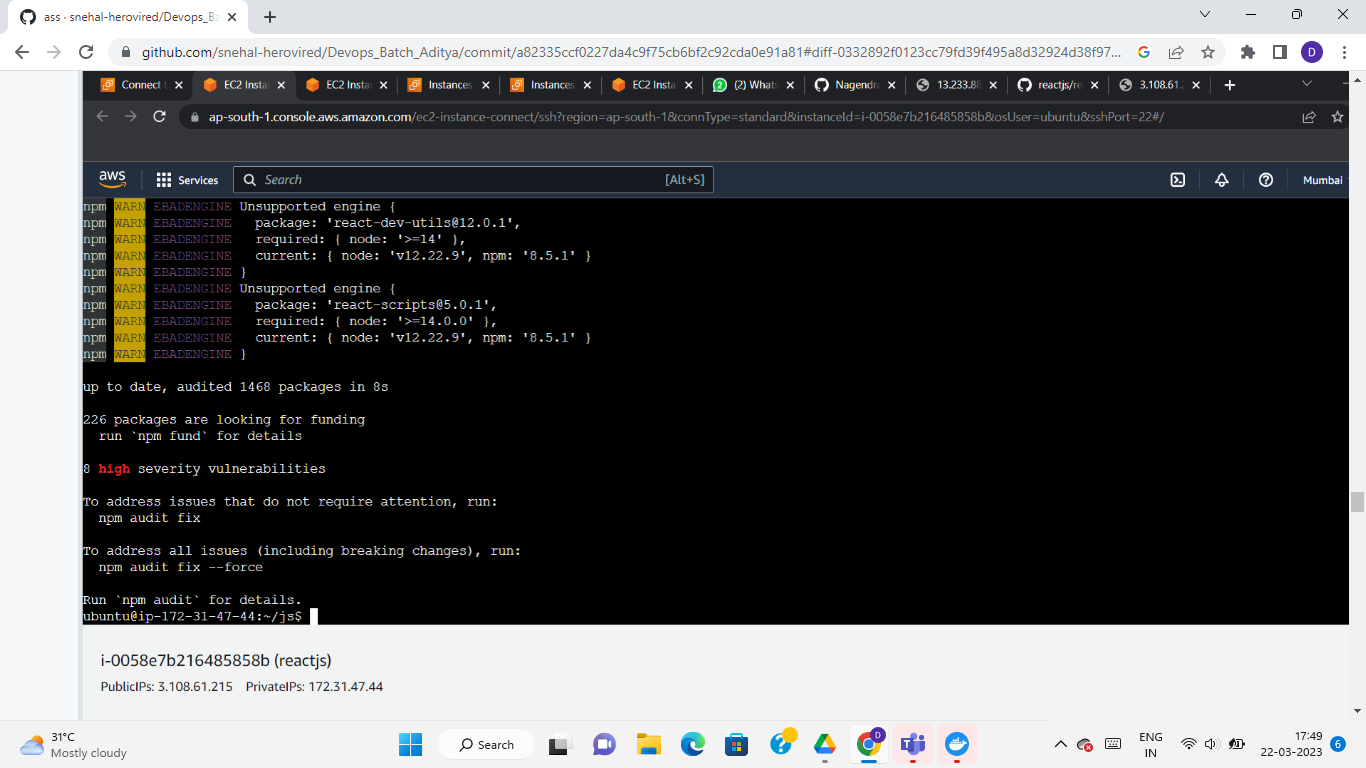 ass · snehal-herovired/Devops_Ba
github.com/snehal-herovired/Devops_Batch_Aditya/commit/a82335ccf0227da4c9f75cb6bf2c92cda0e91a81#diff-0332892f0123cc79fd39f495a8d32924d38f97...
D
Connect t
EC2 Insta
EC2 Insta
Instances
Instances
EC2 Insta
(2) Whats
Nagendra
13.233.88
reactjs/re
3.108.61.2
ap-south-1.console.aws.amazon.com/ec2-instance-connect/ssh?region=ap-south-1&connType=standard&instanceId=i-0058e7b216485858b&osUser=ubuntu&sshPort=22#/
aws
Services
Search
[Alt+S]
Mumbai
npm WARN EBADENGINE Unsupported engine {
npm WARN EBADENGINE   package: 'react-dev-utils@12.0.1',
npm WARN EBADENGINE   required: { node: '>=14' },
npm WARN EBADENGINE   current: { node: 'v12.22.9', npm: '8.5.1' }
npm WARN EBADENGINE }
npm WARN EBADENGINE Unsupported engine {
npm WARN EBADENGINE   package: 'react-scripts@5.0.1',
npm WARN EBADENGINE   required: { node: '>=14.0.0' },
npm WARN EBADENGINE   current: { node: 'v12.22.9', npm: '8.5.1' }
npm WARN EBADENGINE }
up to date, audited 1468 packages in 8s
226 packages are looking for funding
run `npm fund` for details
8 high severity vulnerabilities
To address issues that do not require attention, run:
npm audit fix
To address all issues (including breaking changes), run:
npm audit fix --force
Run `npm audit` for details.
ubuntu@ip-172-31-47-44:~/js$
i-0058e7b216485858b (reactjs)
PublicIPs: 3.108.61.215 PrivateIPs: 172.31.47.44
31°C
Mostly cloudy
Search
D
ENG
IN
17:49
22-03-2023
6